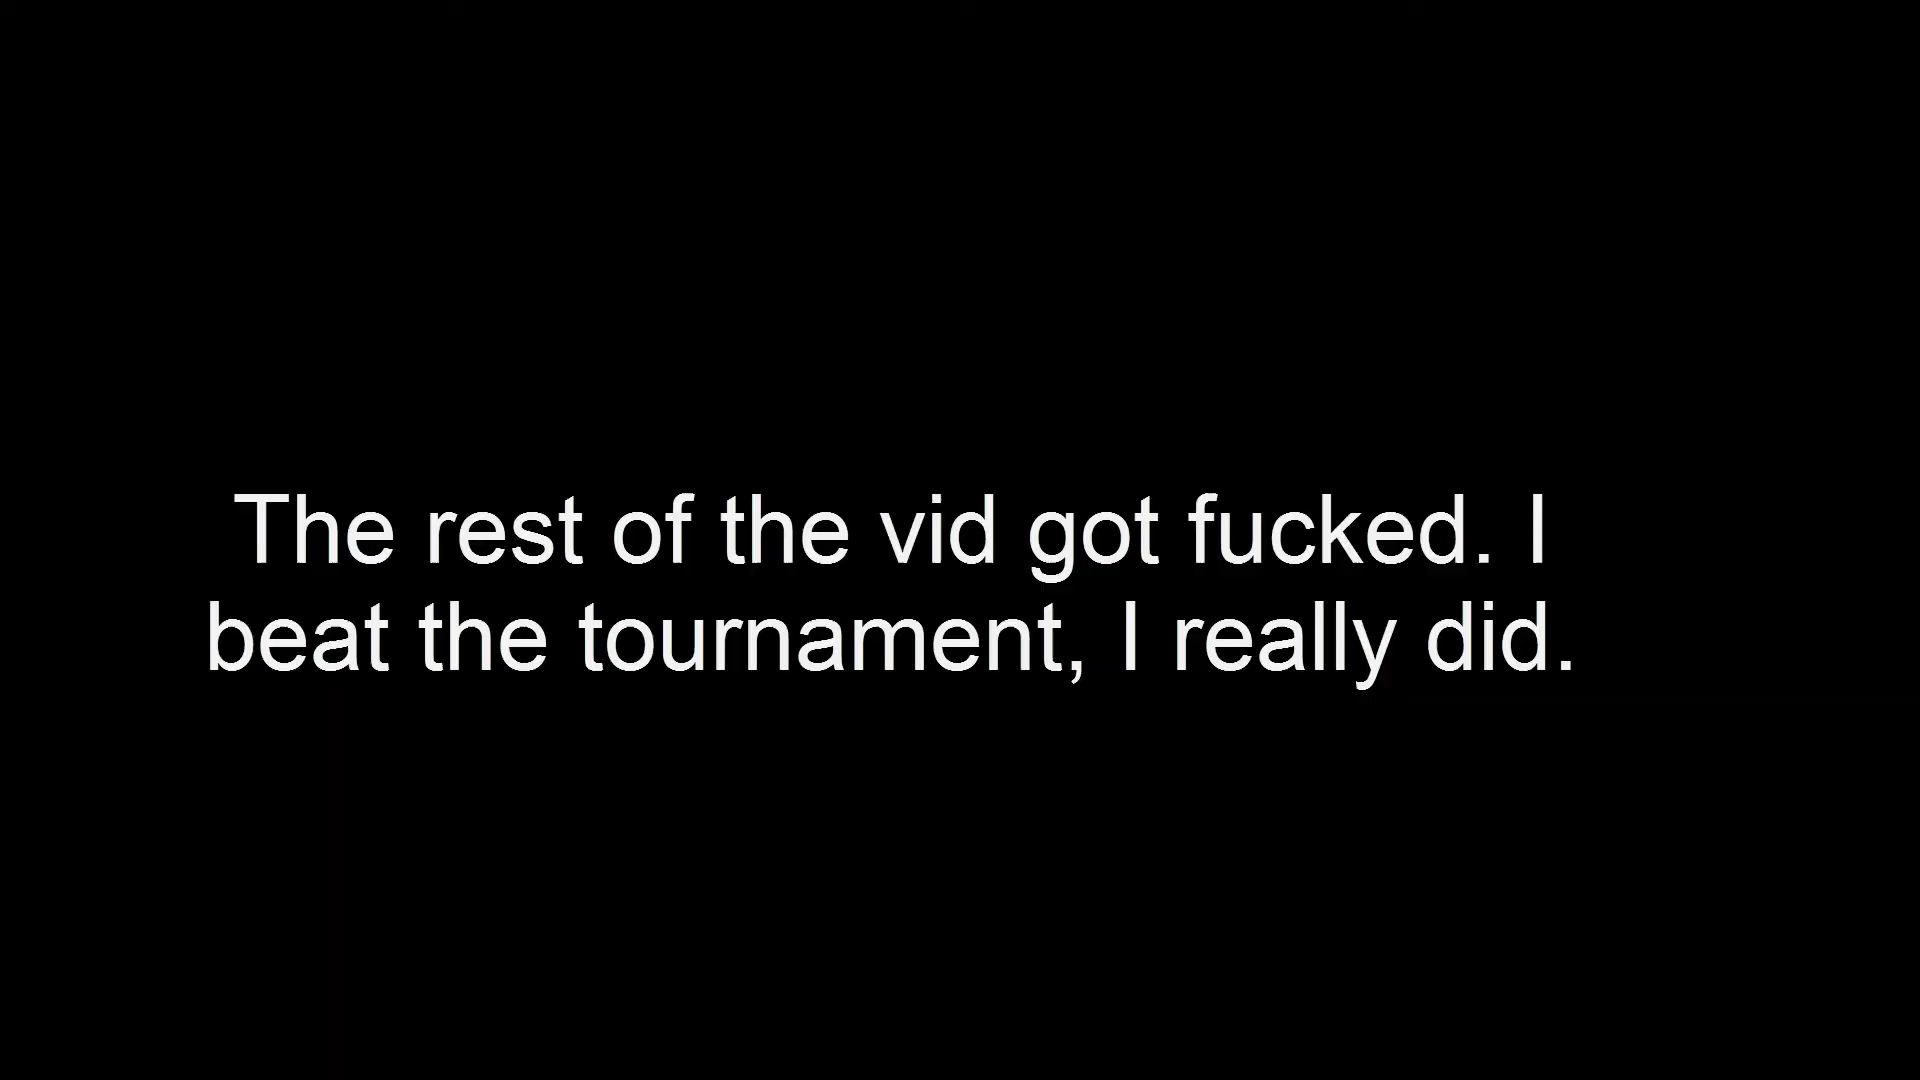 The rest of the vid got fucked. I
beat the tournament, I really did.